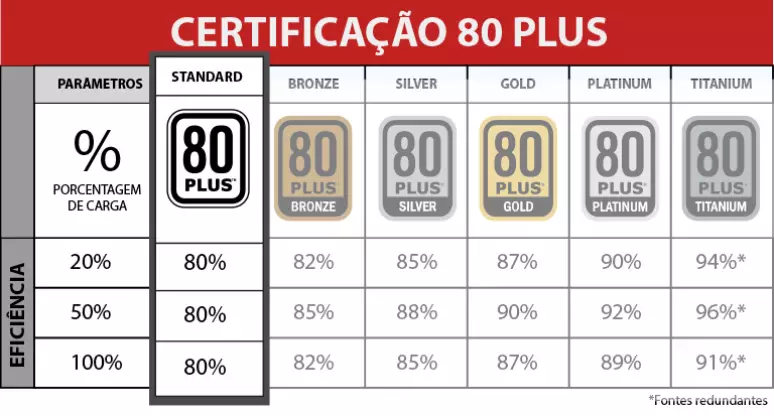 CERTIFICAÇÃO 80 PLUS
PARÂMETROS STANDARD BRONZE SILVER GOLD PLATINUM TITANIUM
% PORCENTAGEM DE CARGA
80 PLUS
80 PLUS BRONZE
80 PLUS SILVER
80 PLUS GOLD
80 PLUS PLATINUM
80 PLUS TITANIUM
EFICIÊNCIA
20% 80% 82% 85% 87% 90% 94%*
50% 80% 85% 88% 90% 92% 96%*
100% 80% 82% 85% 87% 89% 91%*
*Fontes redundantes